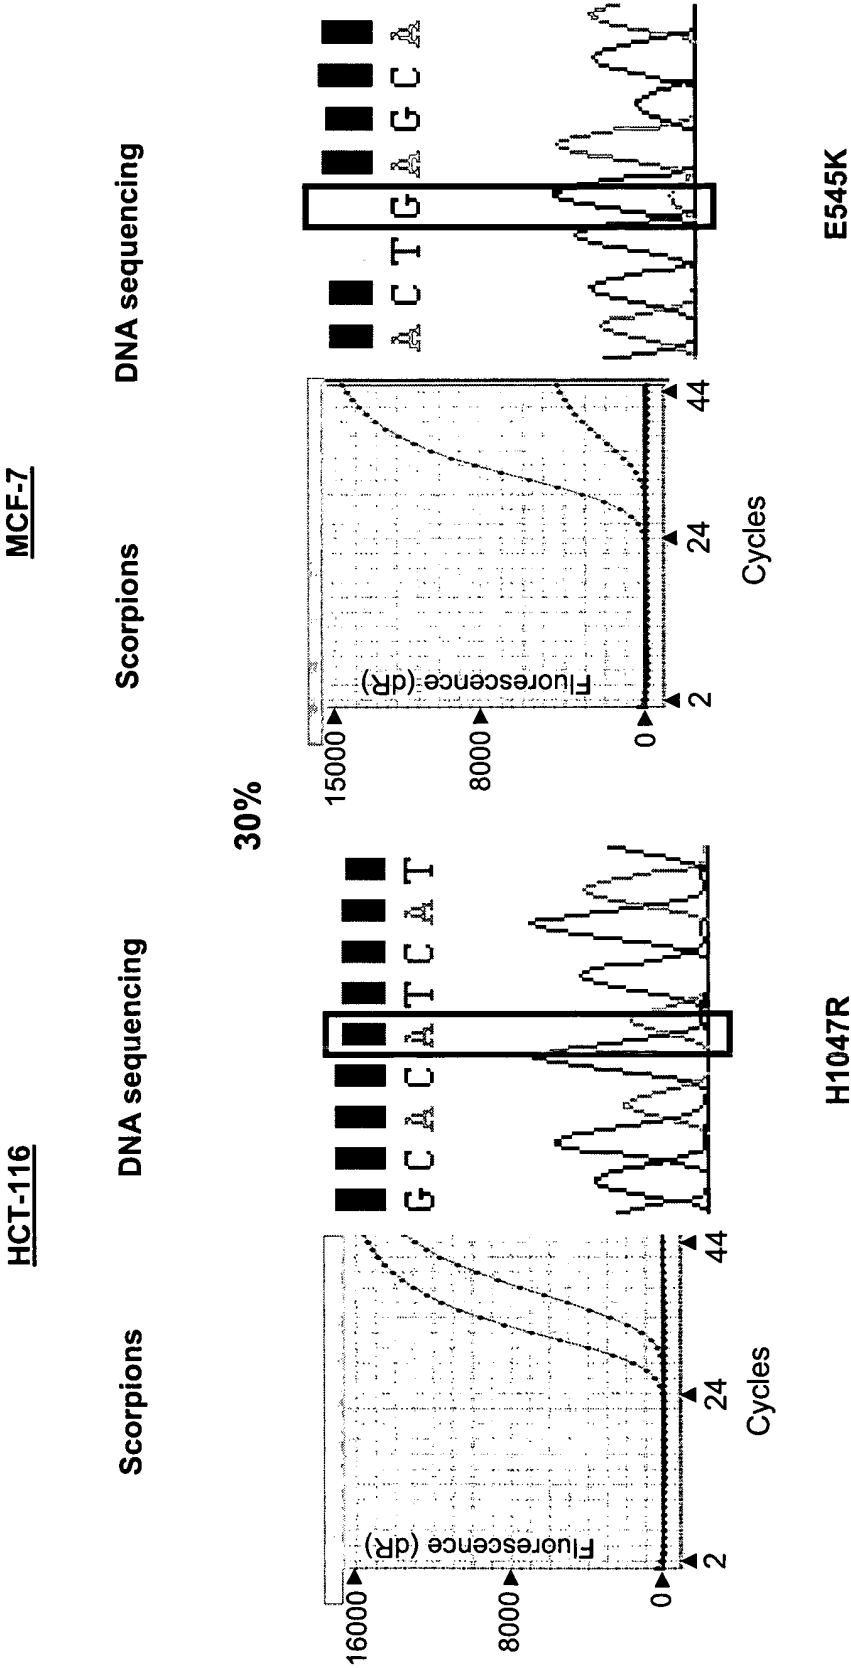 HCT-116
Scorpions
DNA sequencing
16000
8000
0
Fluorescence (dR)
2
24
44
Cycles
G C A C A T C A T
H1047R
30%
MCF-7
Scorpions
DNA sequencing
15000
8000
0
Fluorescence (dR)
2
24
44
Cycles
A C T G A G C A
E545K